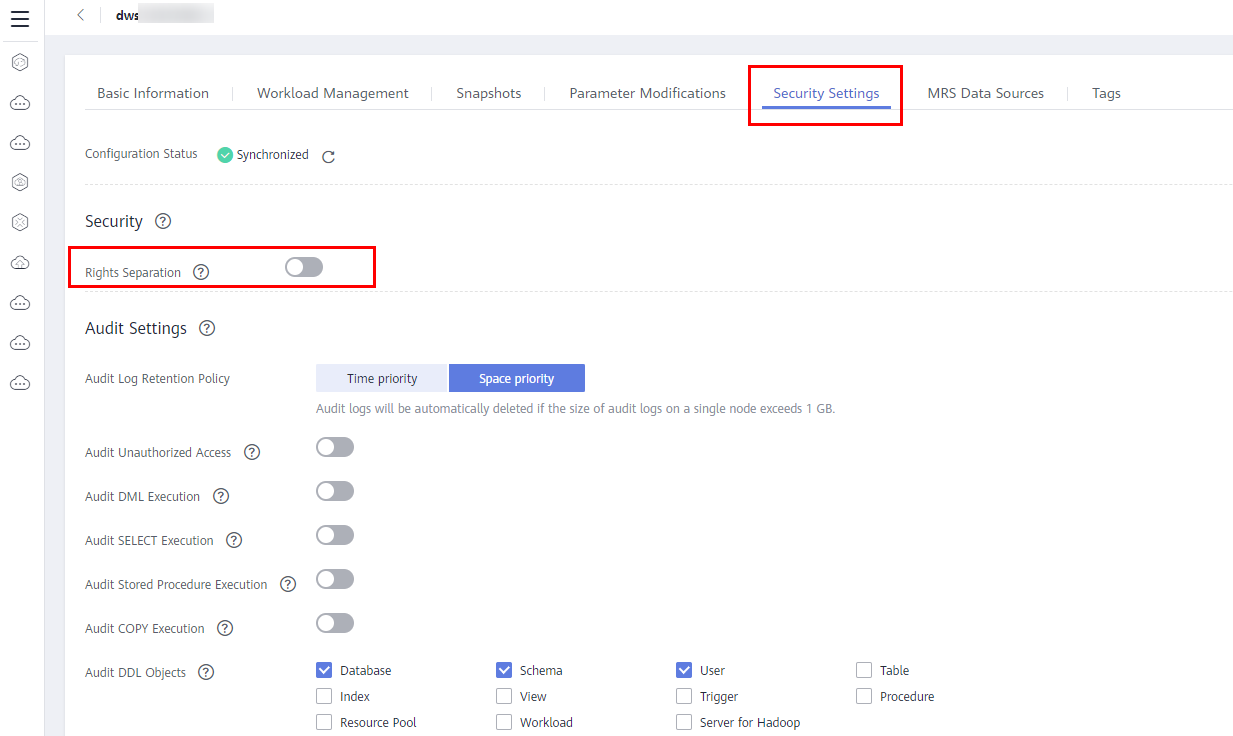 dws
Basic Information Workload Management Snapshots Parameter Modifications Security Settings MRS Data Sources Tags
Configuration Status Synchronized
Security
Rights Separation
Audit Settings
Audit Log Retention Policy Time priority Space priority
Audit logs will be automatically deleted if the size of audit logs on a single node exceeds 1 GB.
Audit Unauthorized Access
Audit DML Execution
Audit SELECT Execution
Audit Stored Procedure Execution
Audit COPY Execution
Audit DDL Objects Database Schema User Table
Index View Trigger Procedure
Resource Pool Workload Server for Hadoop